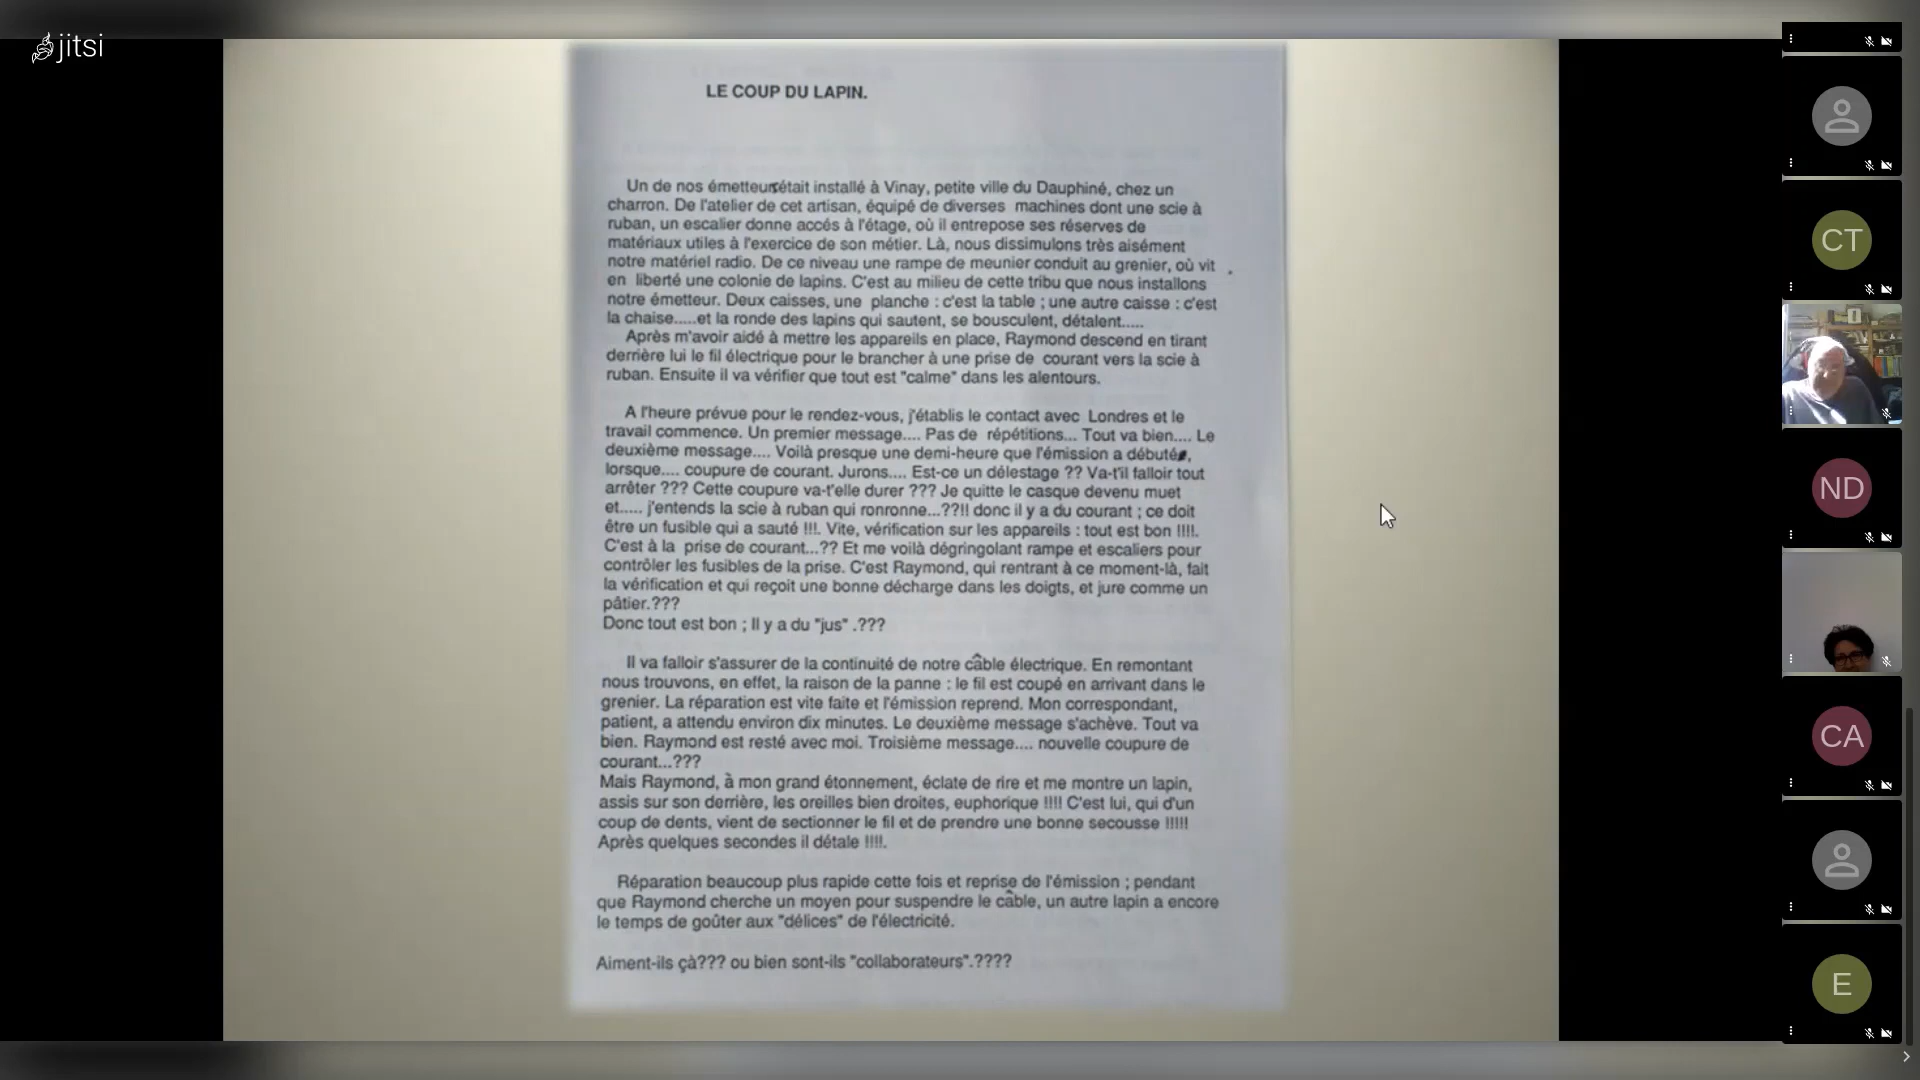 jitsi
LE COUP DU LAPIN.
Un de nos émetteurs était installé à Vinay, petite ville du Dauphiné, chez un
charron. De l'atelier de cet artisan, équipé de diverses machines dont une scie à
ruban, un escalier donne accés à l'étage, où il entrepose ses réserves de
matériaux utiles à l'exercice de son métier. Là, nous dissimulons très aisément
notre matériel radio. De ce niveau une rampe de meunier conduit au grenier, où vit
en liberté une colonie de lapins. C'est au milieu de cette tribu que nous installons
notre émetteur. Deux caisses, une planche : c'est la table ; une autre caisse : c'est
la chaise.....et la ronde des lapins qui sautent, se bousculent, détalent.....
Après m'avoir aidé à mettre les appareils en place, Raymond descend en tirant
derrière lui le fil électrique pour le brancher à une prise de courant vers la scie à
ruban. Ensuite il va vérifier que tout est "calme" dans les alentours.
A l'heure prévue pour le rendez-vous, j'établis le contact avec Londres et le
travail commence. Un premier message.... Pas de répétitions... Tout va bien.... Le
deuxième message.... Voilà presque une demi-heure que l'émission a débuté,
lorsque.... coupure de courant. Jurons.... Est-ce un délestage ?? Va-t'il falloir tout
arrêter ??? Cette coupure va-t'elle durer ??? Je quitte le casque devenu muet
et..... j'entends la scie à ruban qui ronronne...??!! donc il y a du courant ; ce doit
être un fusible qui a sauté !!!. Vite, vérification sur les appareils : tout est bon !!!!.
C'est à la prise de courant...?? Et me voilà dégringolant rampe et escaliers pour
contrôler les fusibles de la prise. C'est Raymond, qui rentrant à ce moment-là, fait
la vérification et qui reçoit une bonne décharge dans les doigts, et jure comme un
pâtier.???
Donc tout est bon ; Il y a du "jus" .???
Il va falloir s'assurer de la continuité de notre câble électrique. En remontant
nous trouvons, en effet, la raison de la panne : le fil est coupé en arrivant dans le
grenier. La réparation est vite faite et l'émission reprend. Mon correspondant,
patient, a attendu environ dix minutes. Le deuxième message s'achève. Tout va
bien. Raymond est resté avec moi. Troisième message.... nouvelle coupure de
courant...???
Mais Raymond, à mon grand étonnement, éclate de rire et me montre un lapin,
assis sur son derrière, les oreilles bien droites, euphorique !!!! C'est lui, qui d'un
coup de dents, vient de sectionner le fil et de prendre une bonne secousse !!!!!
Après quelques secondes il détale !!!!.
Réparation beaucoup plus rapide cette fois et reprise de l'émission ; pendant
que Raymond cherche un moyen pour suspendre le câble, un autre lapin a encore
le temps de goûter aux "délices" de l'électricité.
Aiment-ils çà??? ou bien sont-ils "collaborateurs".????
CT
ND
CA
E